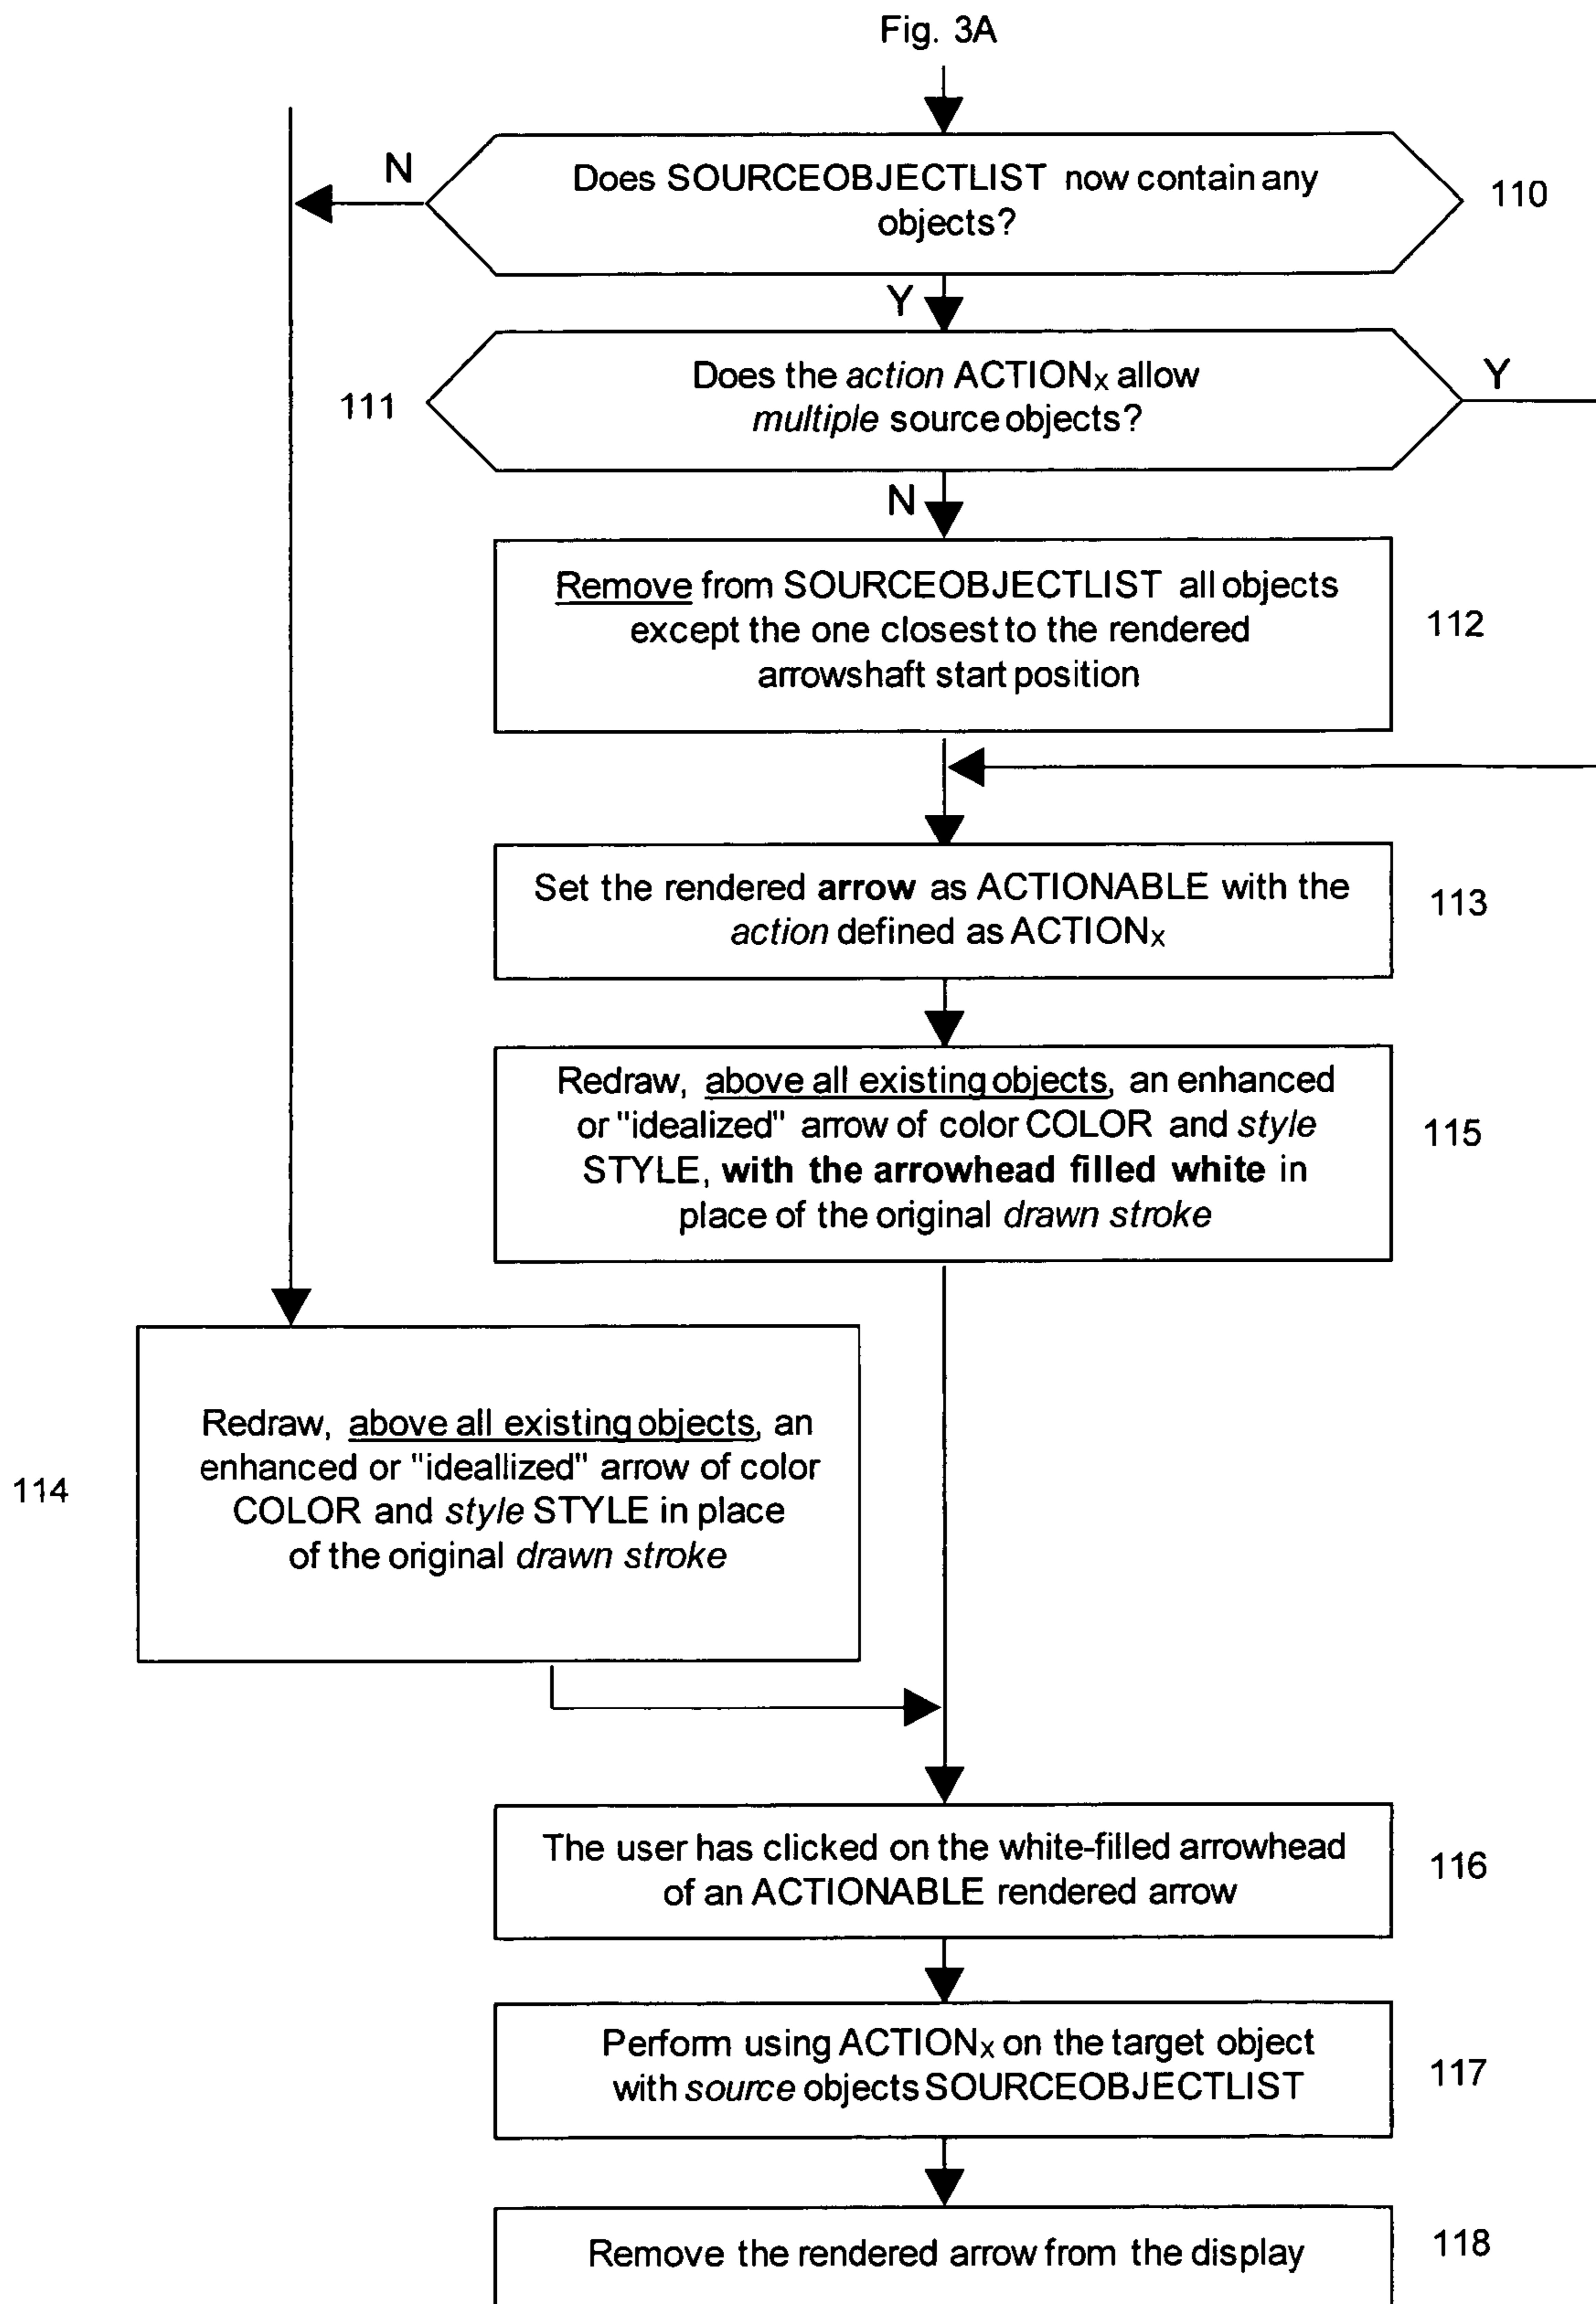 Fig. 3A
N
Does SOURCEOBJECTLIST now contain any
objects?
110
Y
Does the action ACTIONx allow
multiple source objects?
Y
111
N
Remove from SOURCEOBJECTLIST all objects
except the one closest to the rendered
arrowshaft start position
112
Set the rendered arrow as ACTIONABLE with the
action defined as ACTIONx
113
Redraw, above all existing objects, an enhanced
or "idealized" arrow of color COLOR and style
STYLE, with the arrowhead filled white in
place of the original drawn stroke
115
Redraw, above all existing objects, an
enhanced or "ideallized" arrow of color
COLOR and style STYLE in place
of the original drawn stroke
114
The user has clicked on the white-filled arrowhead
of an ACTIONABLE rendered arrow
116
Perform using ACTIONx on the target object
with source objects SOURCEOBJECTLIST
117
Remove the rendered arrow from the display
118